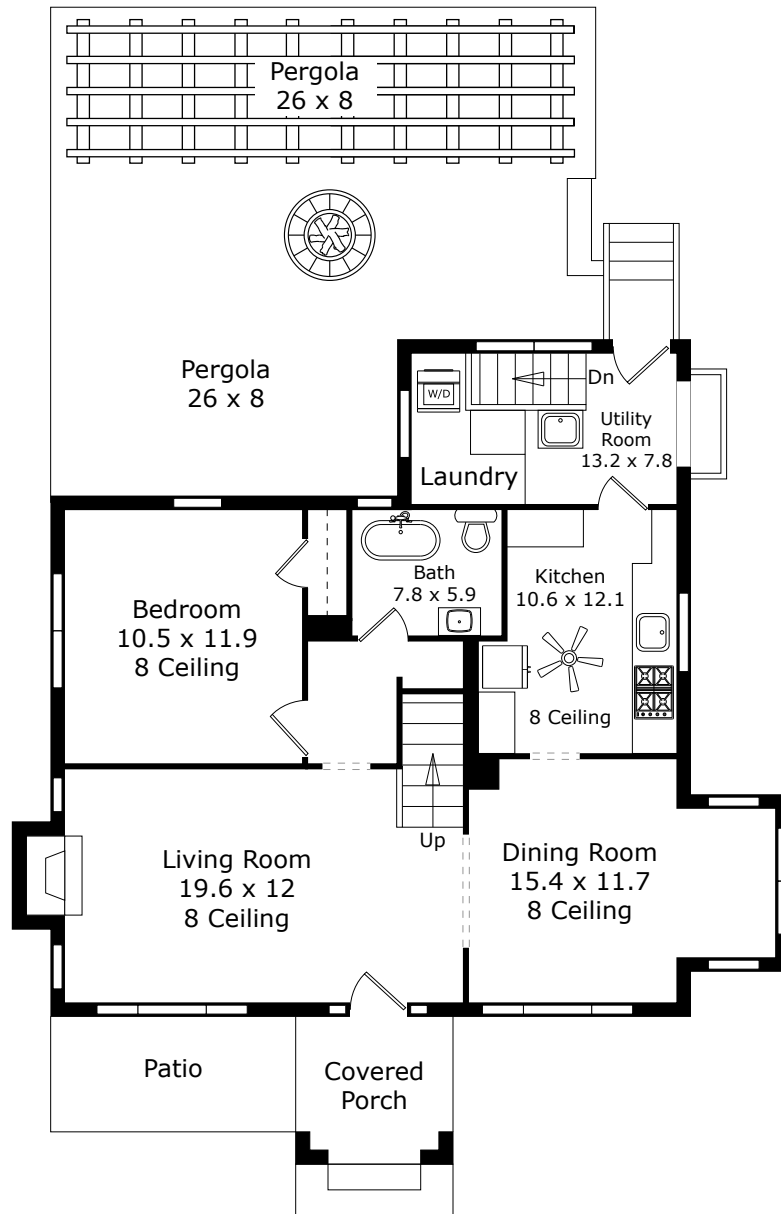 Pergola
26 x 8
Pergola
26 x 8
W/D
Dn
Utility
Room
13.2 x 7.8
Laundry
Bedroom
10.5 x 11.9
8 Ceiling
Bath
7.8 x 5.9
Kitchen
10.6 x 12.1
8 Ceiling
Up
Living Room
19.6 x 12
8 Ceiling
Dining Room
15.4 x 11.7
8 Ceiling
Patio
Covered
Porch